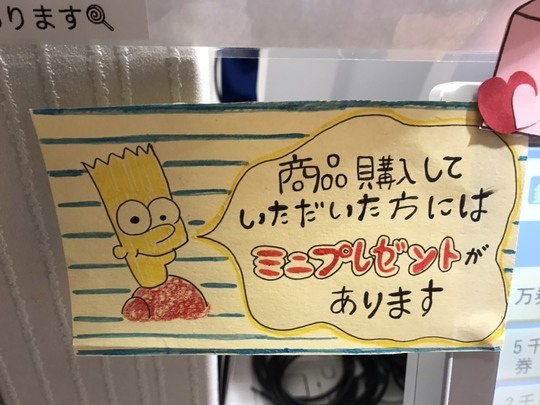 ります
商品購入して
いただいた方には
ミニプレゼントが
あります
万券
5千
券